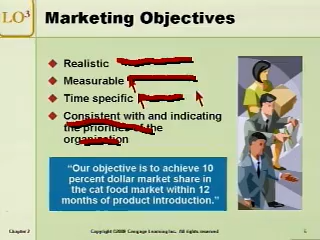 LO3
Marketing Objectives
Realistic
Measurable
Time specific
Consistent with and indicating
the priorities of the
organization
“Our objective is to achieve 10
percent dollar market share in
the cat food market within 12
months of product introduction.”
Chapter 2 Copyright ©2009 Cengage Learning Inc. All rights reserved